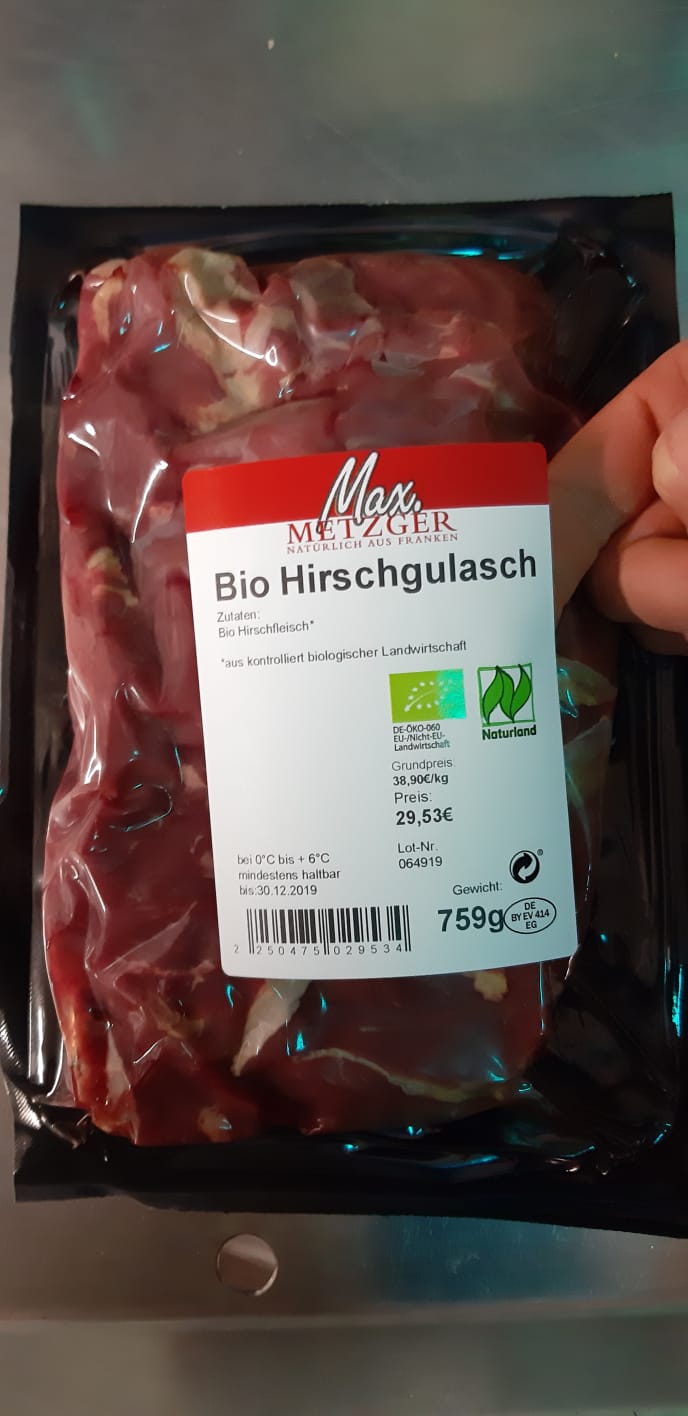 Max.
METZGER
NATÜRLICH AUS FRANKEN
Bio Hirschgulasch
Zutaten:
Bio Hirschfleisch*
*aus kontrolliert biologischer Landwirtschaft
DE-ÖKO-060
EU-/Nicht-EU-
Landwirtschaft
Naturland
Grundpreis:
38,90€/kg
Preis:
29,53€
Lot-Nr.
064919
bei 0°C bis + 6°C
mindestens haltbar
bis:30.12.2019
Gewicht:
759g
DE
BY EV 414
EG
2 250475 029534